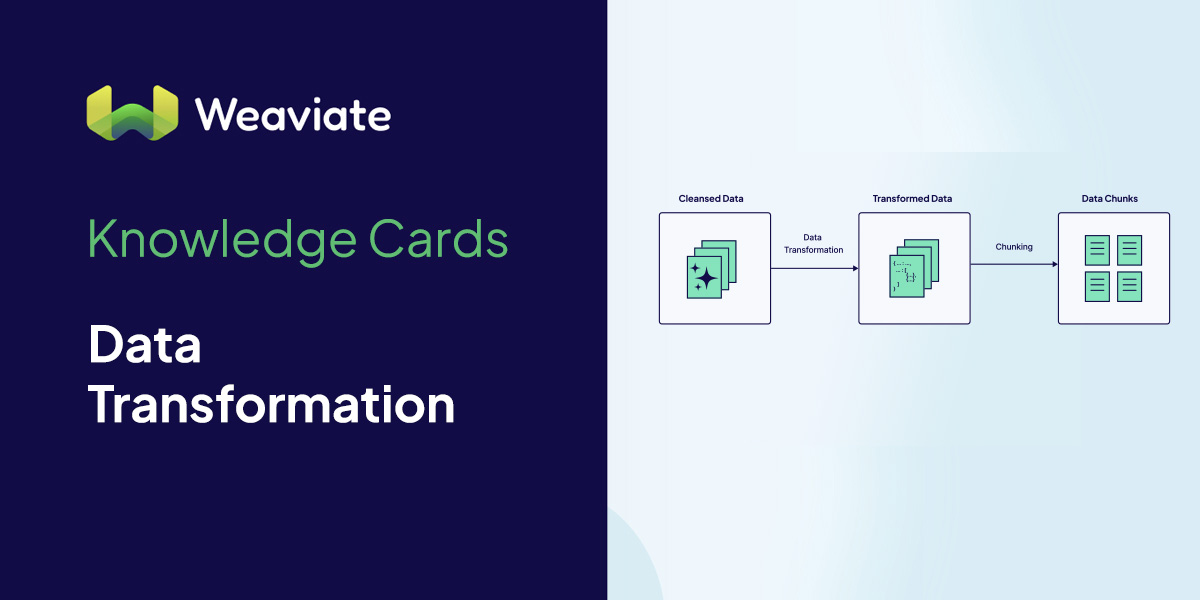 Weaviate
Knowledge Cards
Data
Transformation
Cleansed Data
Data
Transformation
Transformed Data
{..:..,
..:[
{..},
{..}
]
}
Chunking
Data Chunks